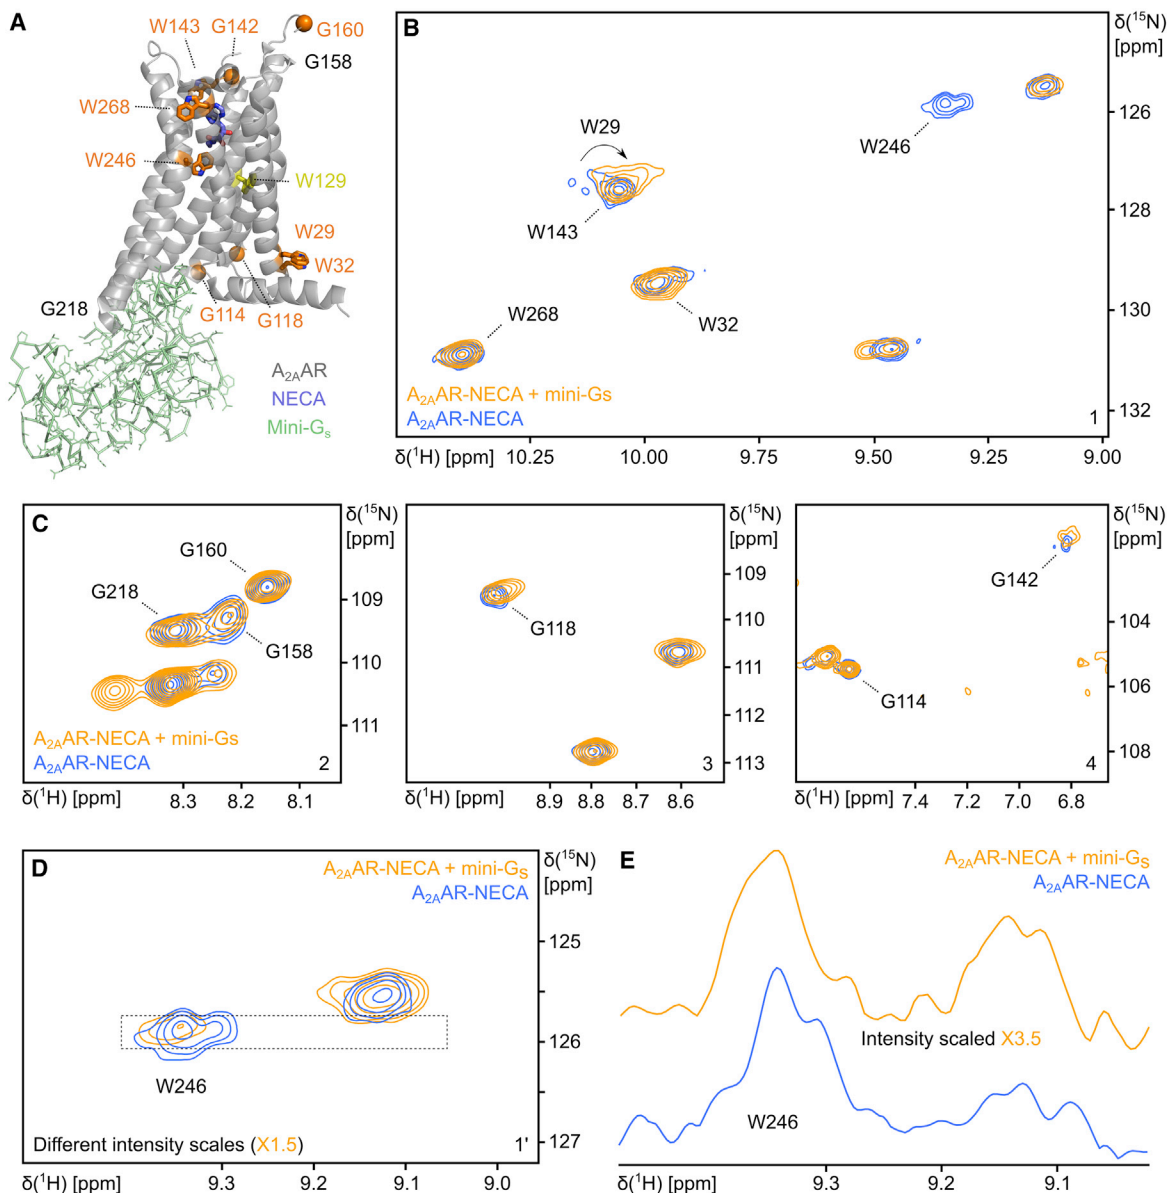 A
W143
G142
G160
G158
W268
W246
W129
W29
W32
G218
G114
G118
A2AAR
NECA
Mini-Gs
B
δ(15N)
[ppm]
W29
W246
126
W143
128
W268
W32
130
A2AAR-NECA + mini-Gs
A2AAR-NECA
1
132
δ(1H) [ppm]
10.25
10.00
9.75
9.50
9.25
9.00
C
δ(15N)
[ppm]
G160
G218
G158
109
110
111
A2AAR-NECA + mini-Gs
A2AAR-NECA
2
δ(1H) [ppm]
8.3
8.2
8.1
δ(15N)
[ppm]
109
G118
110
111
112
3
113
δ(1H) [ppm]
8.9
8.8
8.7
8.6
δ(15N)
[ppm]
G142
104
G114
106
4
108
δ(1H) [ppm]
7.4
7.2
7.0
6.8
D
A2AAR-NECA + mini-Gs
A2AAR-NECA
δ(15N)
[ppm]
125
126
W246
Different intensity scales (X1.5)
1'
127
δ(1H) [ppm]
9.3
9.2
9.1
9.0
E
A2AAR-NECA + mini-Gs
A2AAR-NECA
Intensity scaled X3.5
W246
δ(1H) [ppm]
9.3
9.2
9.1